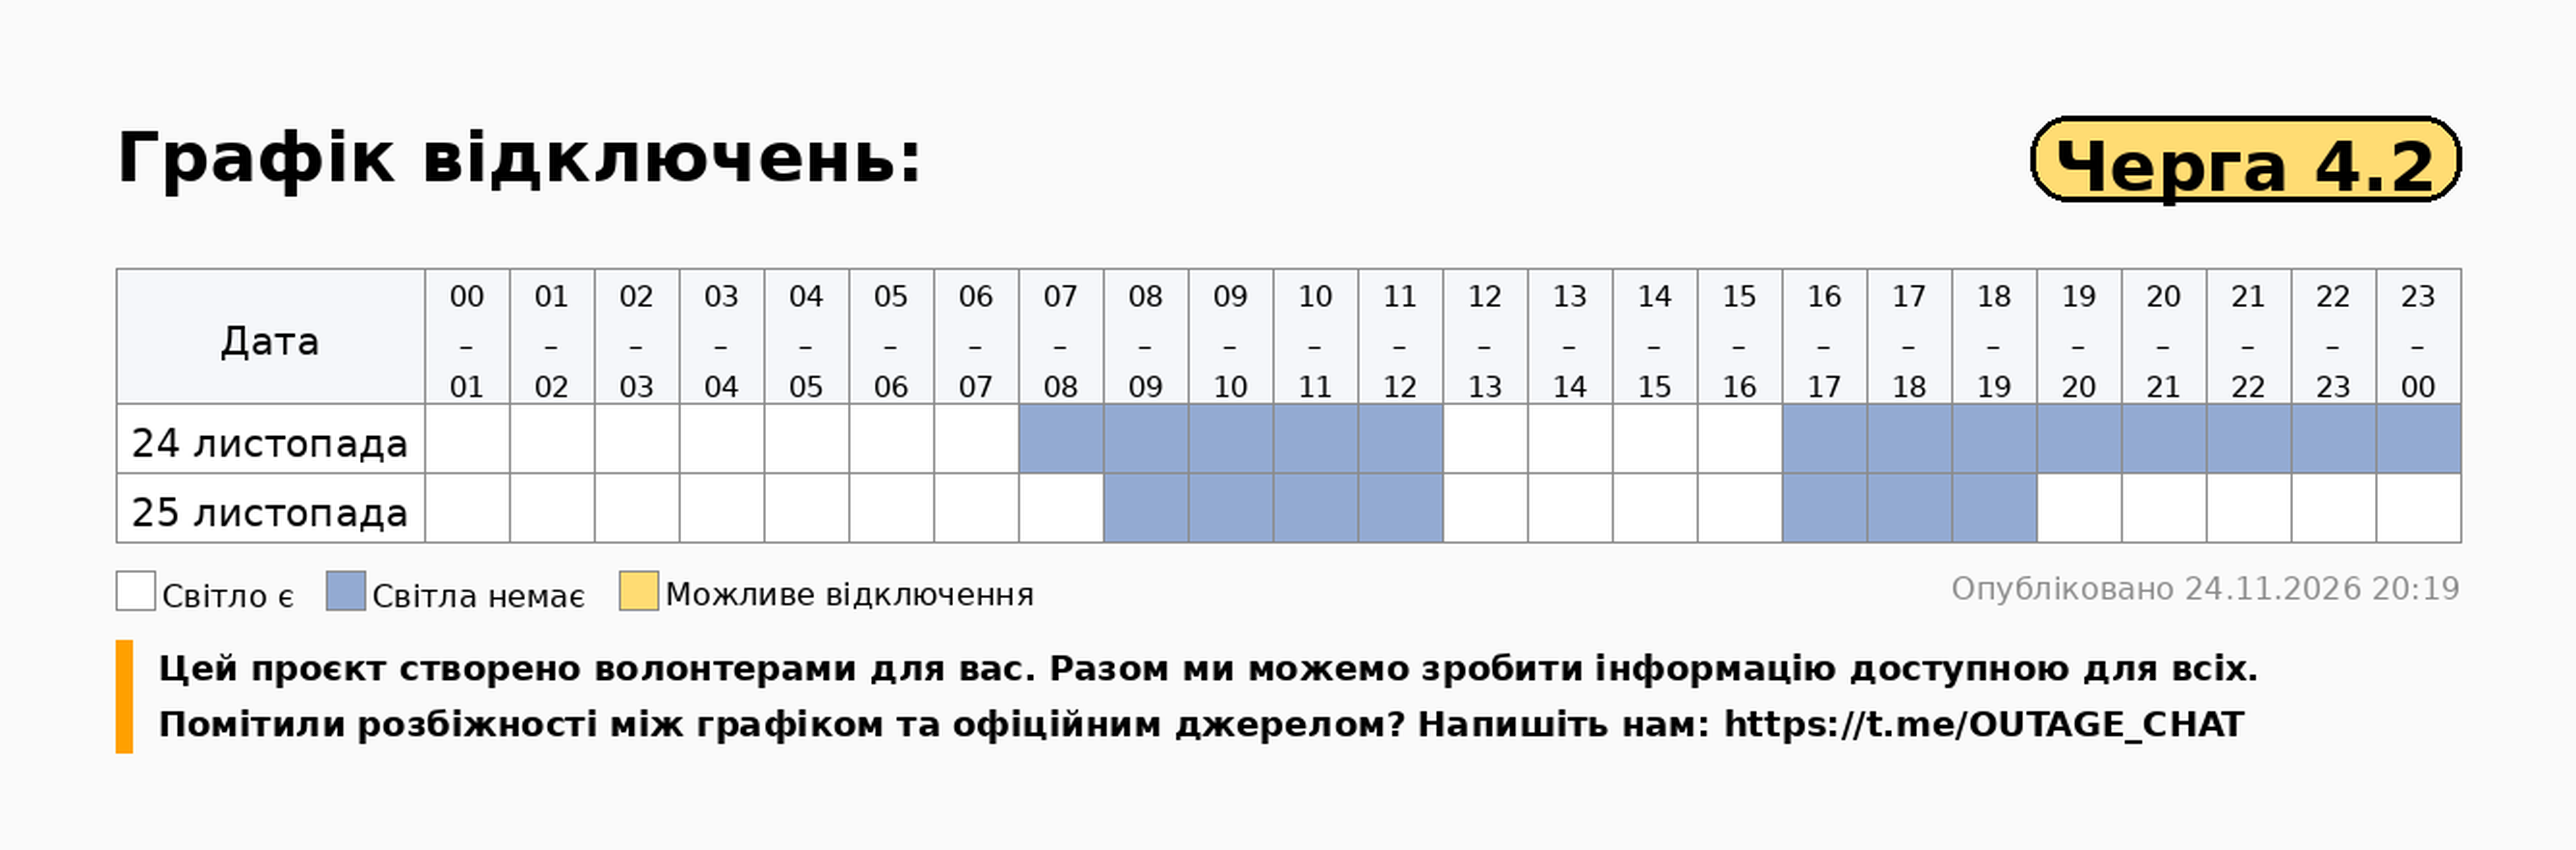 Графік відключень:
Черга 4.2
Дата
00 – 01
01 – 02
02 – 03
03 – 04
04 – 05
05 – 06
06 – 07
07 – 08
08 – 09
09 – 10
10 – 11
11 – 12
12 – 13
13 – 14
14 – 15
15 – 16
16 – 17
17 – 18
18 – 19
19 – 20
20 – 21
21 – 22
22 – 23
23 – 00
24 листопада
25 листопада
Світло є
Світла немає
Можливе відключення
Опубліковано 24.11.2026 20:19
Цей проєкт створено волонтерами для вас. Разом ми можемо зробити інформацію доступною для всіх.
Помітили розбіжності між графіком та офіційним джерелом? Напишіть нам: https://t.me/OUTAGE_CHAT